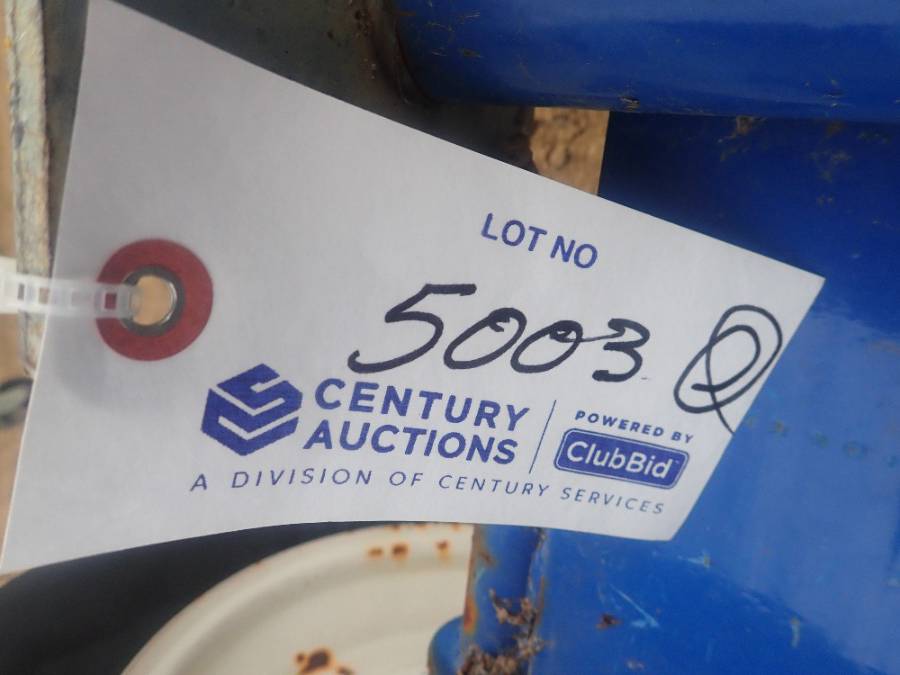 LOT NO
5003
CENTURY
AUCTIONS
POWERED BY
ClubBid
A DIVISION OF CENTURY SERVICES